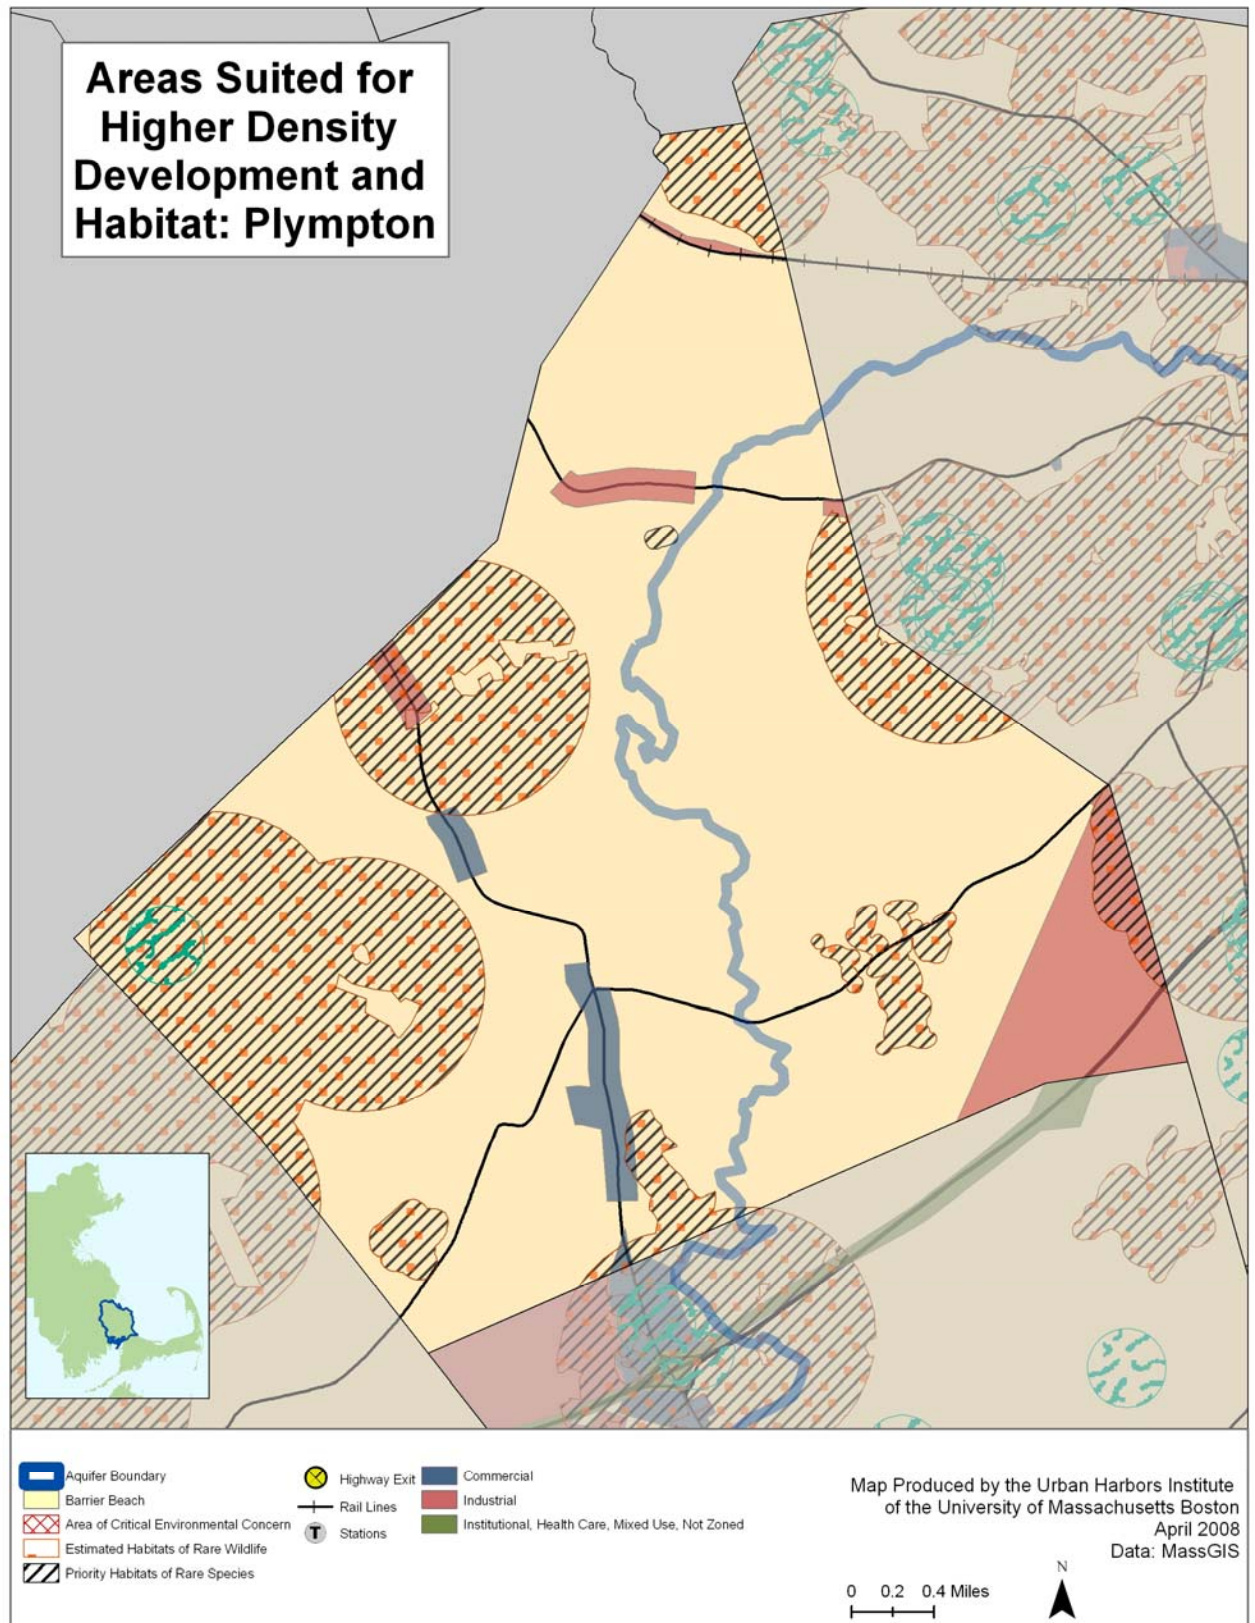 Areas Suited for
Higher Density
Development and
Habitat: Plympton
Aquifer Boundary
Barrier Beach
Area of Critical Environmental Concern
Estimated Habitats of Rare Wildlife
Priority Habitats of Rare Species
Highway Exit
Rail Lines
T
Stations
Commercial
Industrial
Institutional, Health Care, Mixed Use, Not Zoned
Map Produced by the Urban Harbors Institute
of the University of Massachusetts Boston
April 2008
Data: MassGIS
N
0 0.2 0.4 Miles